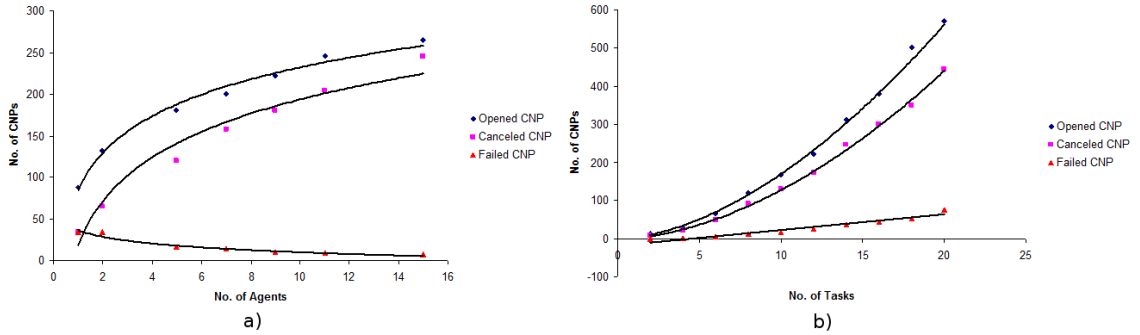 300
250
200
150
100
50
0
No. of CNPs
0 2 4 6 8 10 12 14 16
No. of Agents
Opened CNP
Canceled CNP
Failed CNP
a)
600
500
400
300
200
100
0
-100
No. of CNPs
0 5 10 15 20 25
No. of Tasks
Opened CNP
Canceled CNP
Failed CNP
b)